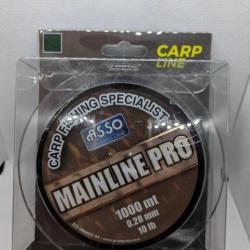 CARP
LINE
CARP FISHING SPECIALIST
ASSO
MAINLINE PRO
1000 mt
0.28 mm
10 lb